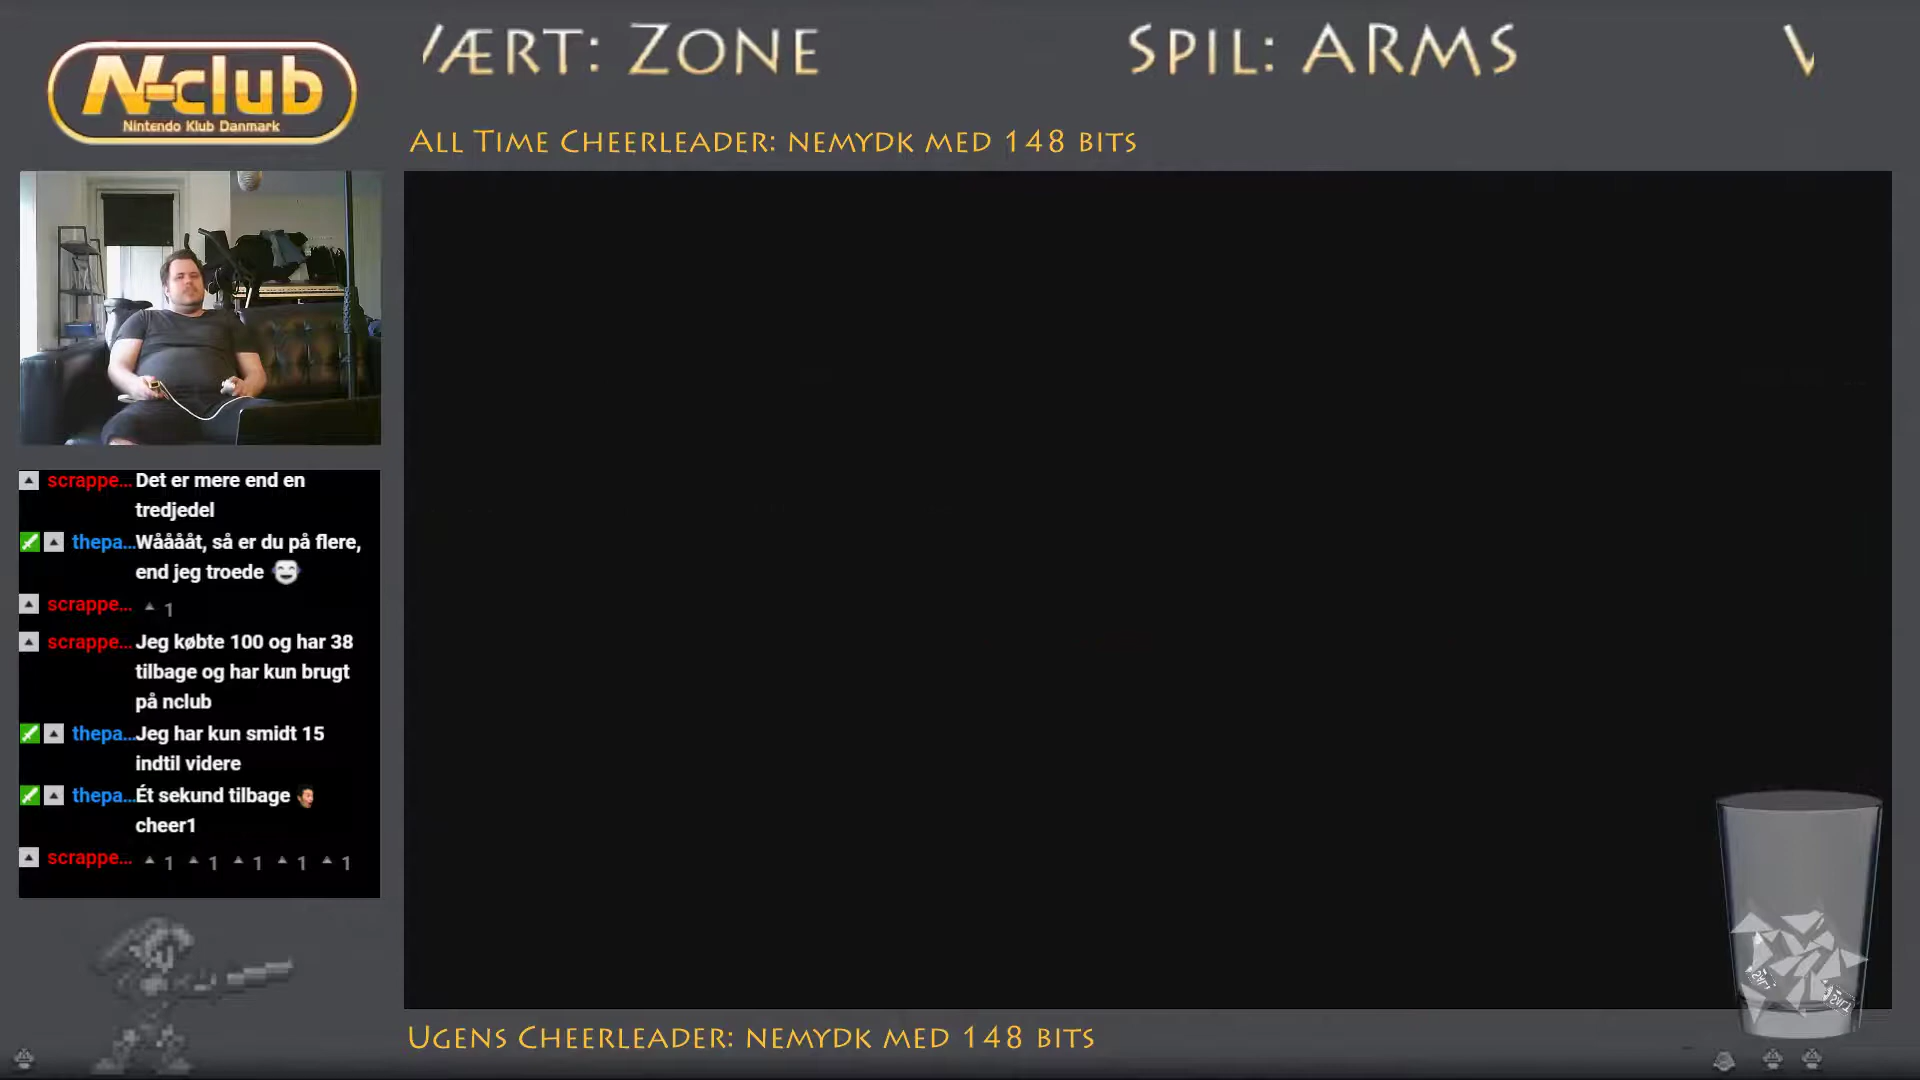 VÆRT: ZONE
SPIL: ARMS
V
N-club
Nintendo Klub Danmark
ALL TIME CHEERLEADER: NEMYDK MED 148 BITS
scrappe... Det er mere end en
tredjedel
thepa... Wååååt, så er du på flere,
end jeg troede
scrappe... 1
scrappe... Jeg købte 100 og har 38
tilbage og har kun brugt
på nclub
thepa... Jeg har kun smidt 15
indtil videre
thepa... Ét sekund tilbage
cheer1
scrappe... 1 1 1 1 1
SALT
SALT
UGENS CHEERLEADER: NEMYDK MED 148 BITS